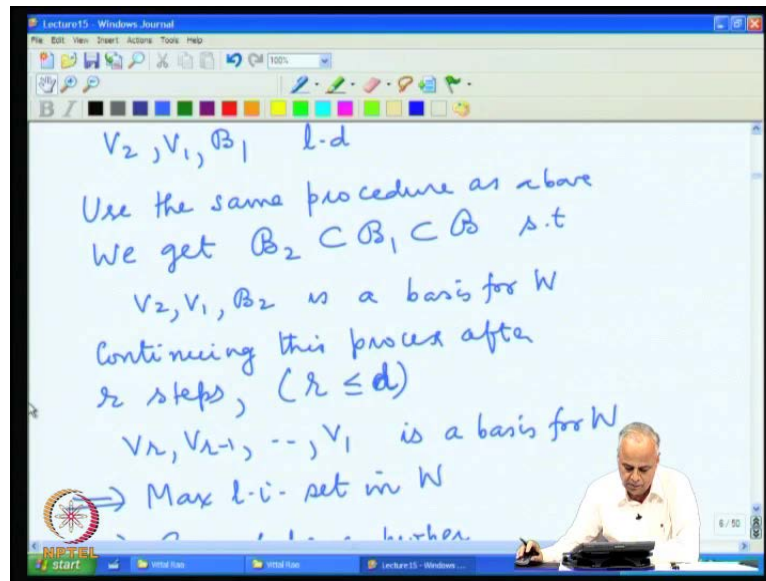 Lecture15 - Windows Journal
File Edit View Insert Actions Tools Help
100%
B I
V2, V1, B1 l-d
Use the same procedure as above
We get B2 ⊂ B1 ⊂ B s.t
V2, V1, B2 is a basis for W
Continuing this process after
r steps, (r ≤ d)
Vr, Vr-1, --, V1 is a basis for W
⇒ Max l-i- set in W
6 / 50
NPTEL
start Vittal Rao Vittal Rao Lecture15 - Windows ...